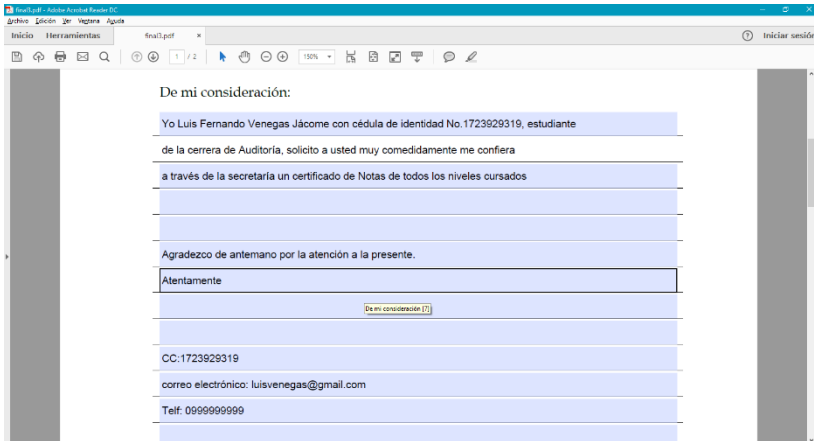 final3.pdf - Adobe Acrobat Reader DC
Archivo Edición Ver Ventana Ayuda
Inicio Herramientas final3.pdf × ? Iniciar sesión
1 / 2 150%
De mi consideración:
Yo Luis Fernando Venegas Jácome con cédula de identidad No.1723929319, estudiante
de la cerrera de Auditoría, solicito a usted muy comedidamente me confiera
a través de la secretaría un certificado de Notas de todos los niveles cursados
Agradezco de antemano por la atención a la presente.
Atentamente
De mi consideración [7]
CC:1723929319
correo electrónico: luisvenegas@gmail.com
Telf: 0999999999